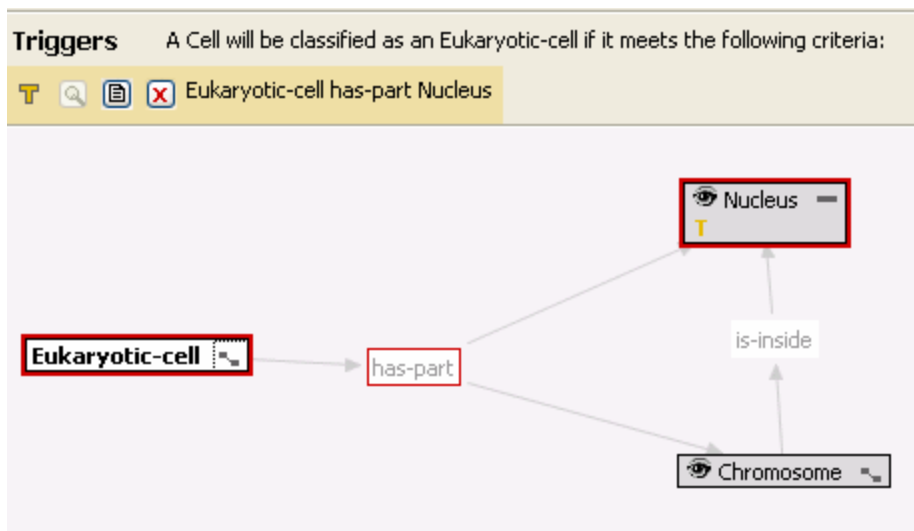 Triggers A Cell will be classified as an Eukaryotic-cell if it meets the following criteria:
T Eukaryotic-cell has-part Nucleus
Nucleus
T
Eukaryotic-cell
has-part
is-inside
Chromosome